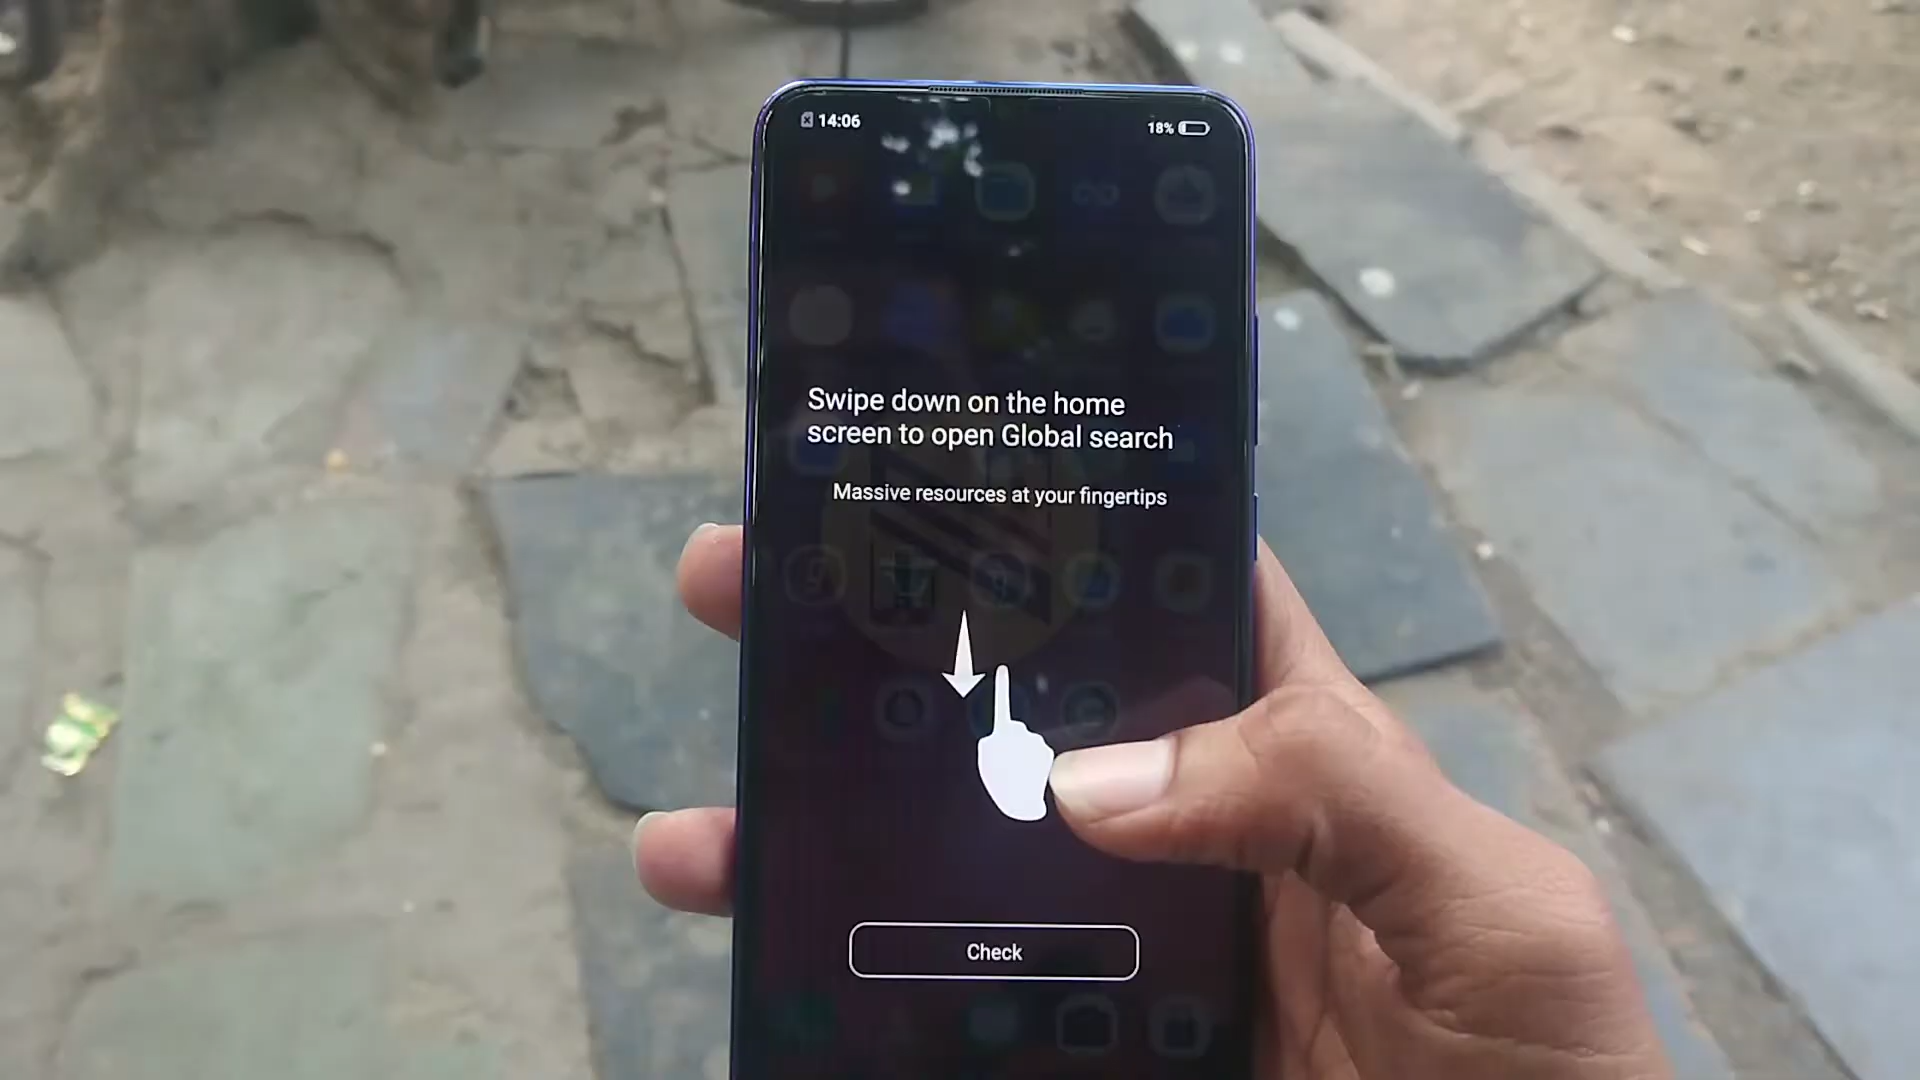 14:06
18%
Swipe down on the home
screen to open Global search
Massive resources at your fingertips
Check